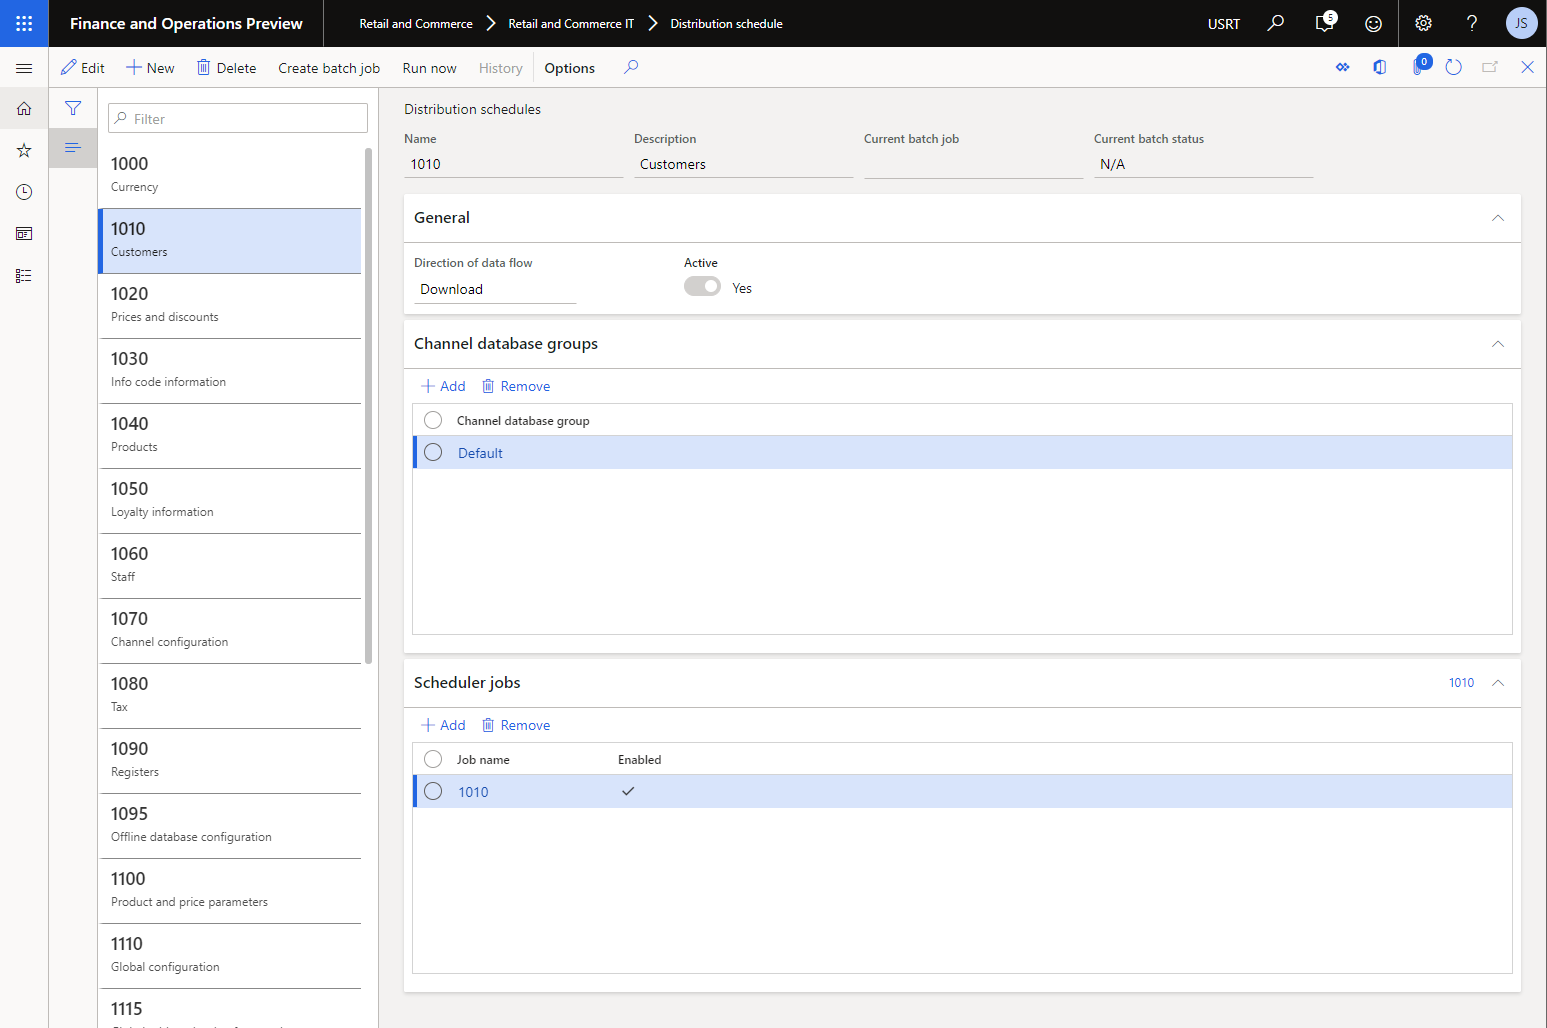 Finance and Operations Preview
Retail and Commerce
Retail and Commerce IT
Distribution schedule
USRT
5
?
JS
Edit
New
Delete
Create batch job
Run now
History
Options
0
Filter
1000
Currency
1010
Customers
1020
Prices and discounts
1030
Info code information
1040
Products
1050
Loyalty information
1060
Staff
1070
Channel configuration
1080
Tax
1090
Registers
1095
Offline database configuration
1100
Product and price parameters
1110
Global configuration
1115
Distribution schedules
Name
Description
Current batch job
Current batch status
1010
Customers
N/A
General
Direction of data flow
Active
Download
Yes
Channel database groups
Add
Remove
Channel database group
Default
Scheduler jobs
1010
Add
Remove
Job name
Enabled
1010